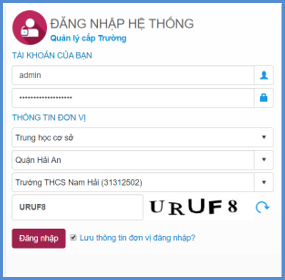 ĐĂNG NHẬP HỆ THỐNG
Quản lý cấp Trường
TÀI KHOẢN CỦA BẠN
admin
•••••••••••••••••••
THÔNG TIN ĐƠN VỊ
Trung học cơ sở
Quận Hải An
Trường THCS Nam Hải (31312502)
URUF8 URUF8
Đăng nhập Lưu thông tin đơn vị đăng nhập?